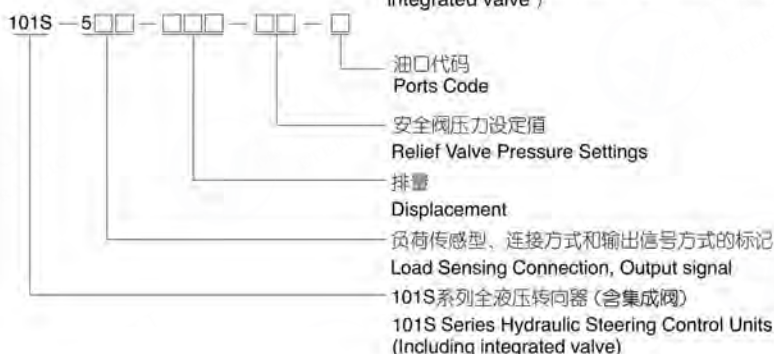 integrated valve )
101S — 5□□ — □□□ — □□ — □
油口代码
Ports Code
安全阀压力设定值
Relief Valve Pressure Settings
排量
Displacement
负荷传感型、连接方式和输出信号方式的标记
Load Sensing Connection, Output signal
101S系列全液压转向器 (含集成阀)
101S Series Hydraulic Steering Control Units
(Including integrated valve)